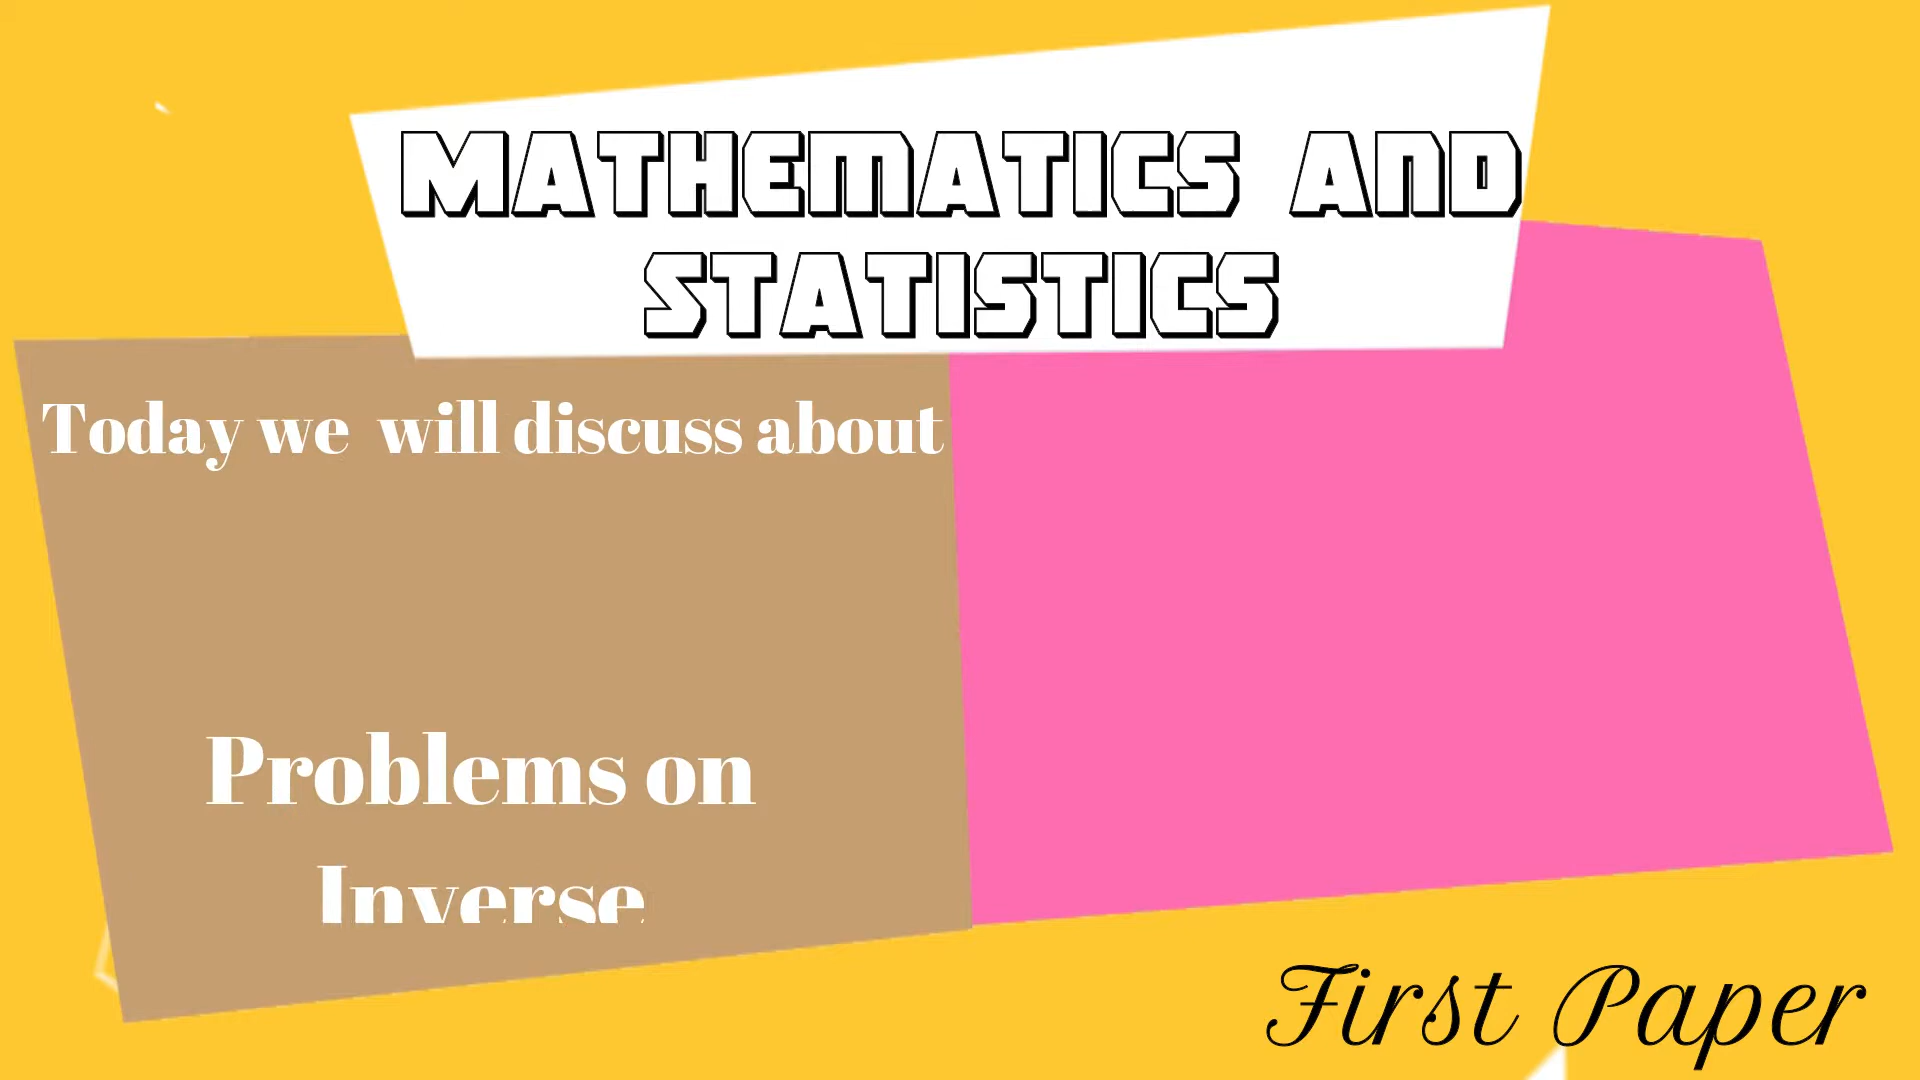 MATHEMATICS AND
STATISTICS
Today we will discuss about
Problems on
Inverse
First Paper